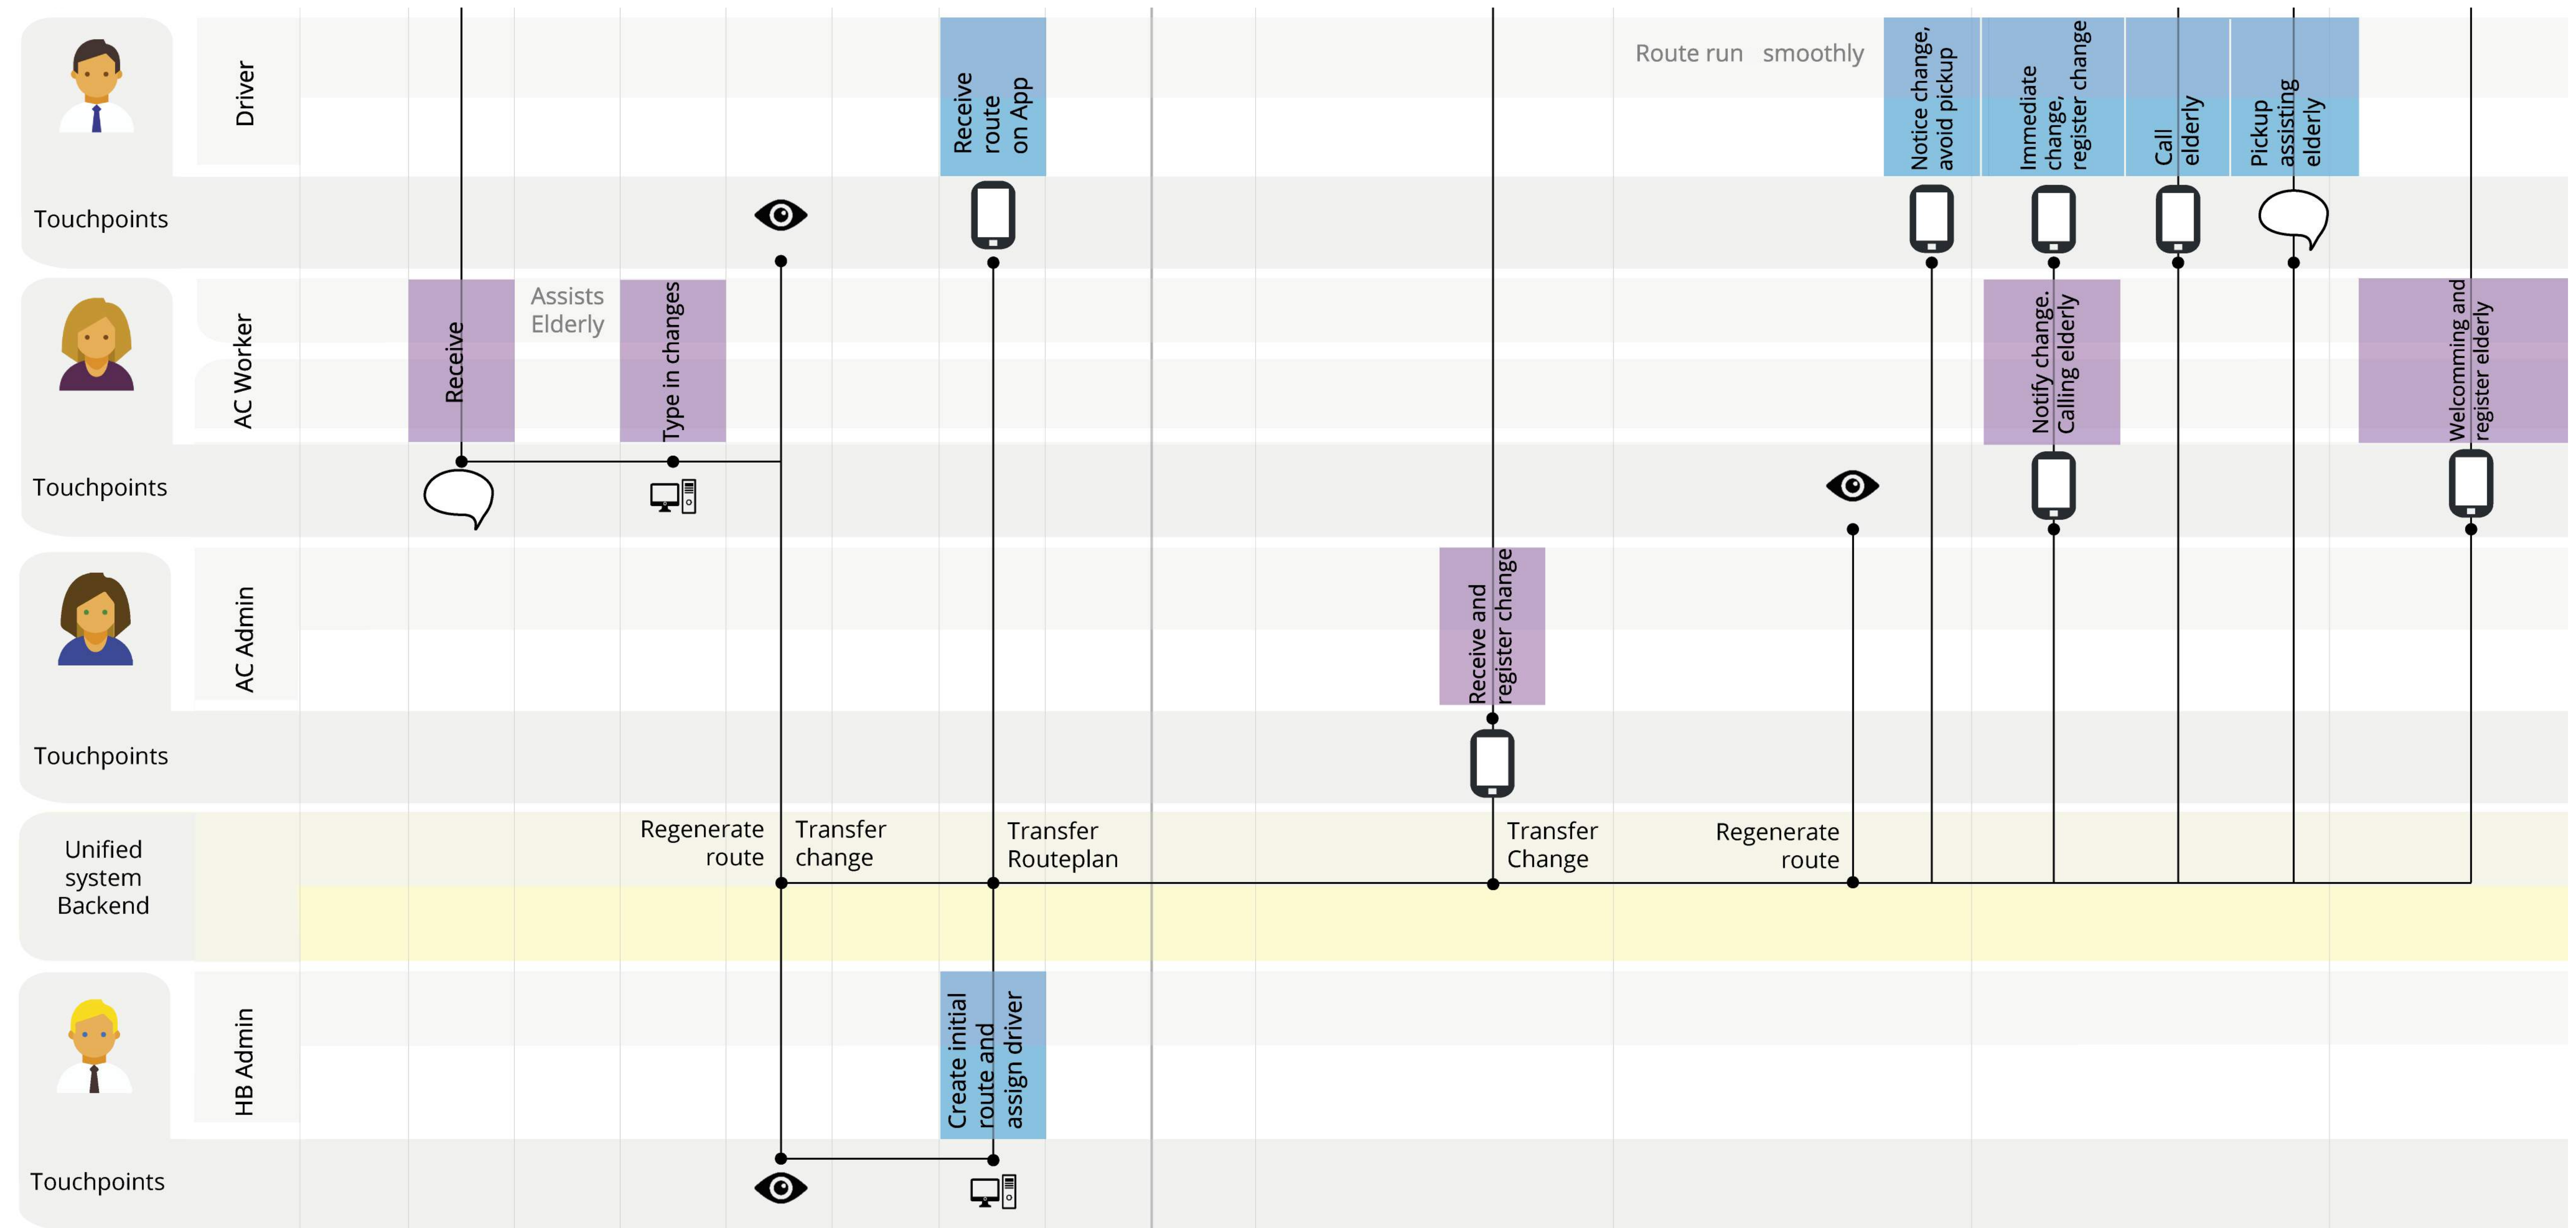 Driver
Receive
route
on App
Route run smoothly
Notice change,
avoid pickup
Immediate
change,
register change
Call
elderly
Pickup
assisting
elderly
Touchpoints
AC Worker
Receive
Assists
Elderly
Type in changes
Notify change.
Calling elderly
Welcomming and
register elderly
Touchpoints
AC Admin
Receive and
register change
Touchpoints
Unified
system
Backend
Regenerate
route
Transfer
change
Transfer
Routeplan
Transfer
Change
Regenerate
route
HB Admin
Create initial
route and
assign driver
Touchpoints